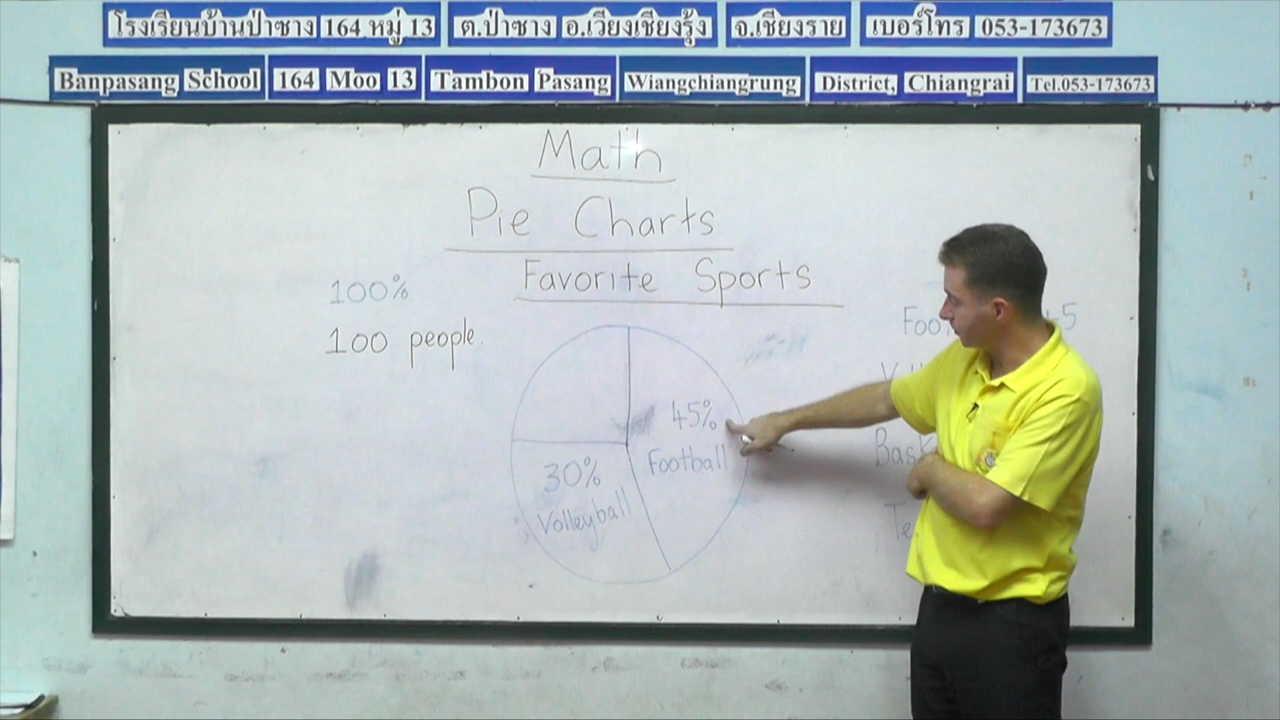 โรงเรียนบ้านป่าซาง 164 หมู่ 13 ต.ป่าซาง อ.เวียงเชียงรุ้ง จ.เชียงราย เบอร์โทร 053-173673
Banpasang School 164 Moo 13 Tambon Pasang Wiangchiangrung District, Chiangrai Tel.053-173673
Math
Pie Charts
Favorite Sports
100%
100 people.
45%
Football
30%
Volleyball